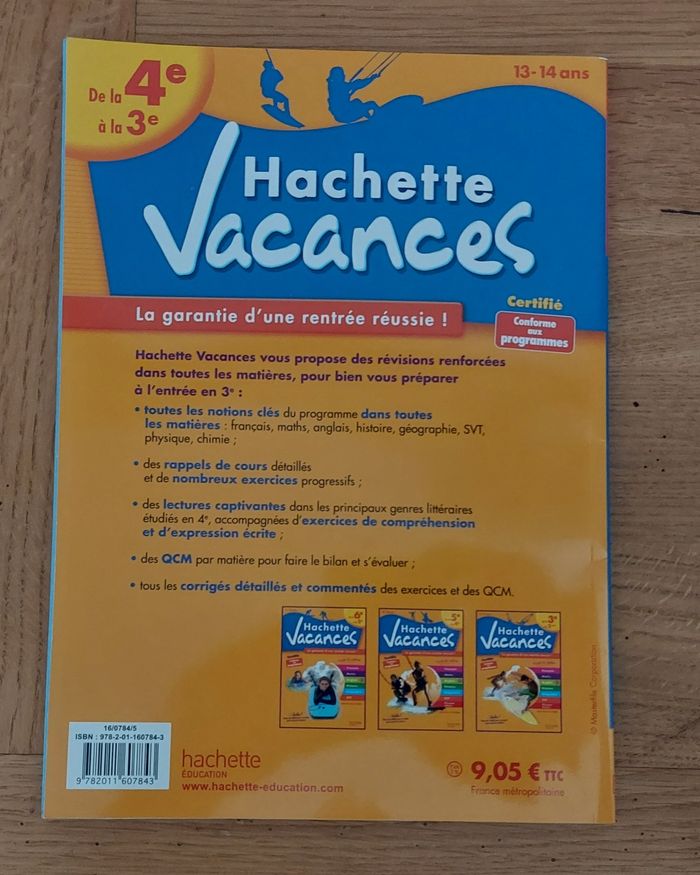 De la 4e
à la 3e
13-14 ans
Hachette
Vacances
La garantie d'une rentrée réussie !
Certifié
Conforme
aux
programmes
Hachette Vacances vous propose des révisions renforcées
dans toutes les matières, pour bien vous préparer
à l'entrée en 3e :
• toutes les notions clés du programme dans toutes
les matières : français, maths, anglais, histoire, géographie, SVT,
physique, chimie ;
• des rappels de cours détaillés
et de nombreux exercices progressifs ;
• des lectures captivantes dans les principaux genres littéraires
étudiés en 4e, accompagnées d'exercices de compréhension
et d'expression écrite ;
• des QCM par matière pour faire le bilan et s'évaluer ;
• tous les corrigés détaillés et commentés des exercices et des QCM.
6e
Hachette
Vacances
5e
Hachette
Vacances
3e
Hachette
Vacances
© Masterfile Corporation
16/0784/5
ISBN : 978-2-01-160784-3
9 782011 607843
hachette
ÉDUCATION
www.hachette-education.com
9,05 € TTC
France métropolitaine